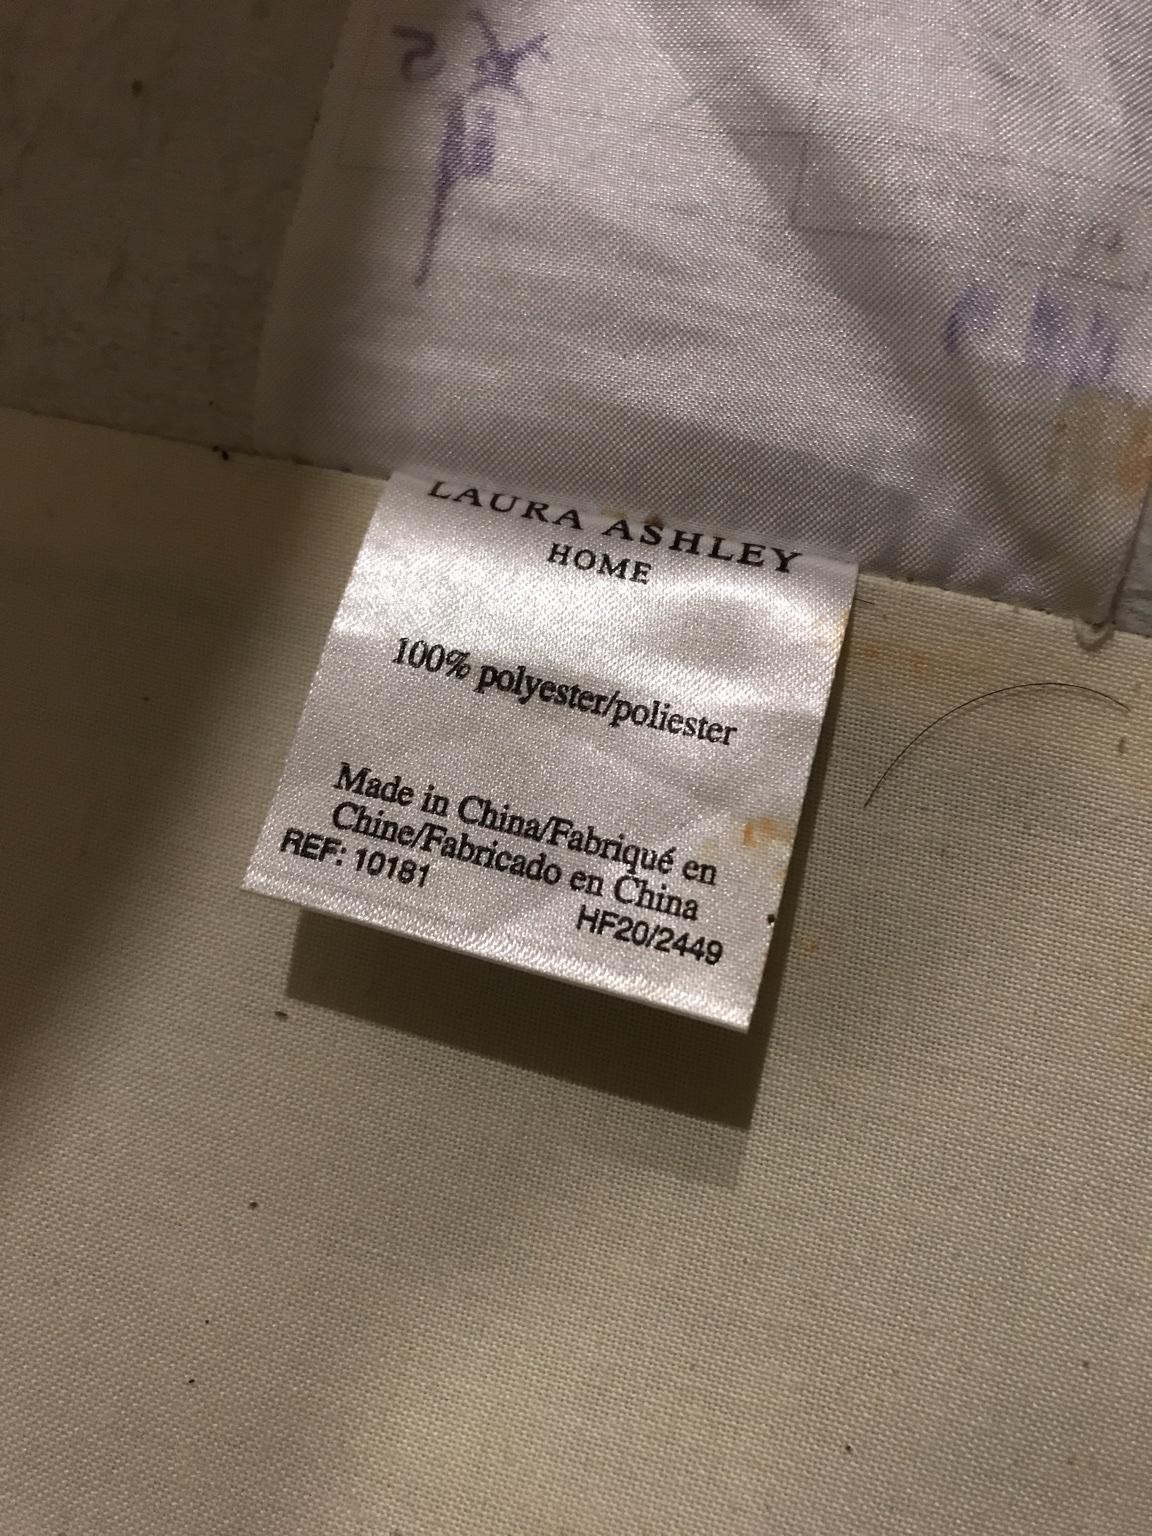 LAURA ASHLEY
HOME
100% polyester/poliester
Made in China/Fabriqué en
Chine/Fabricado en China
REF: 10181
HF20/2449